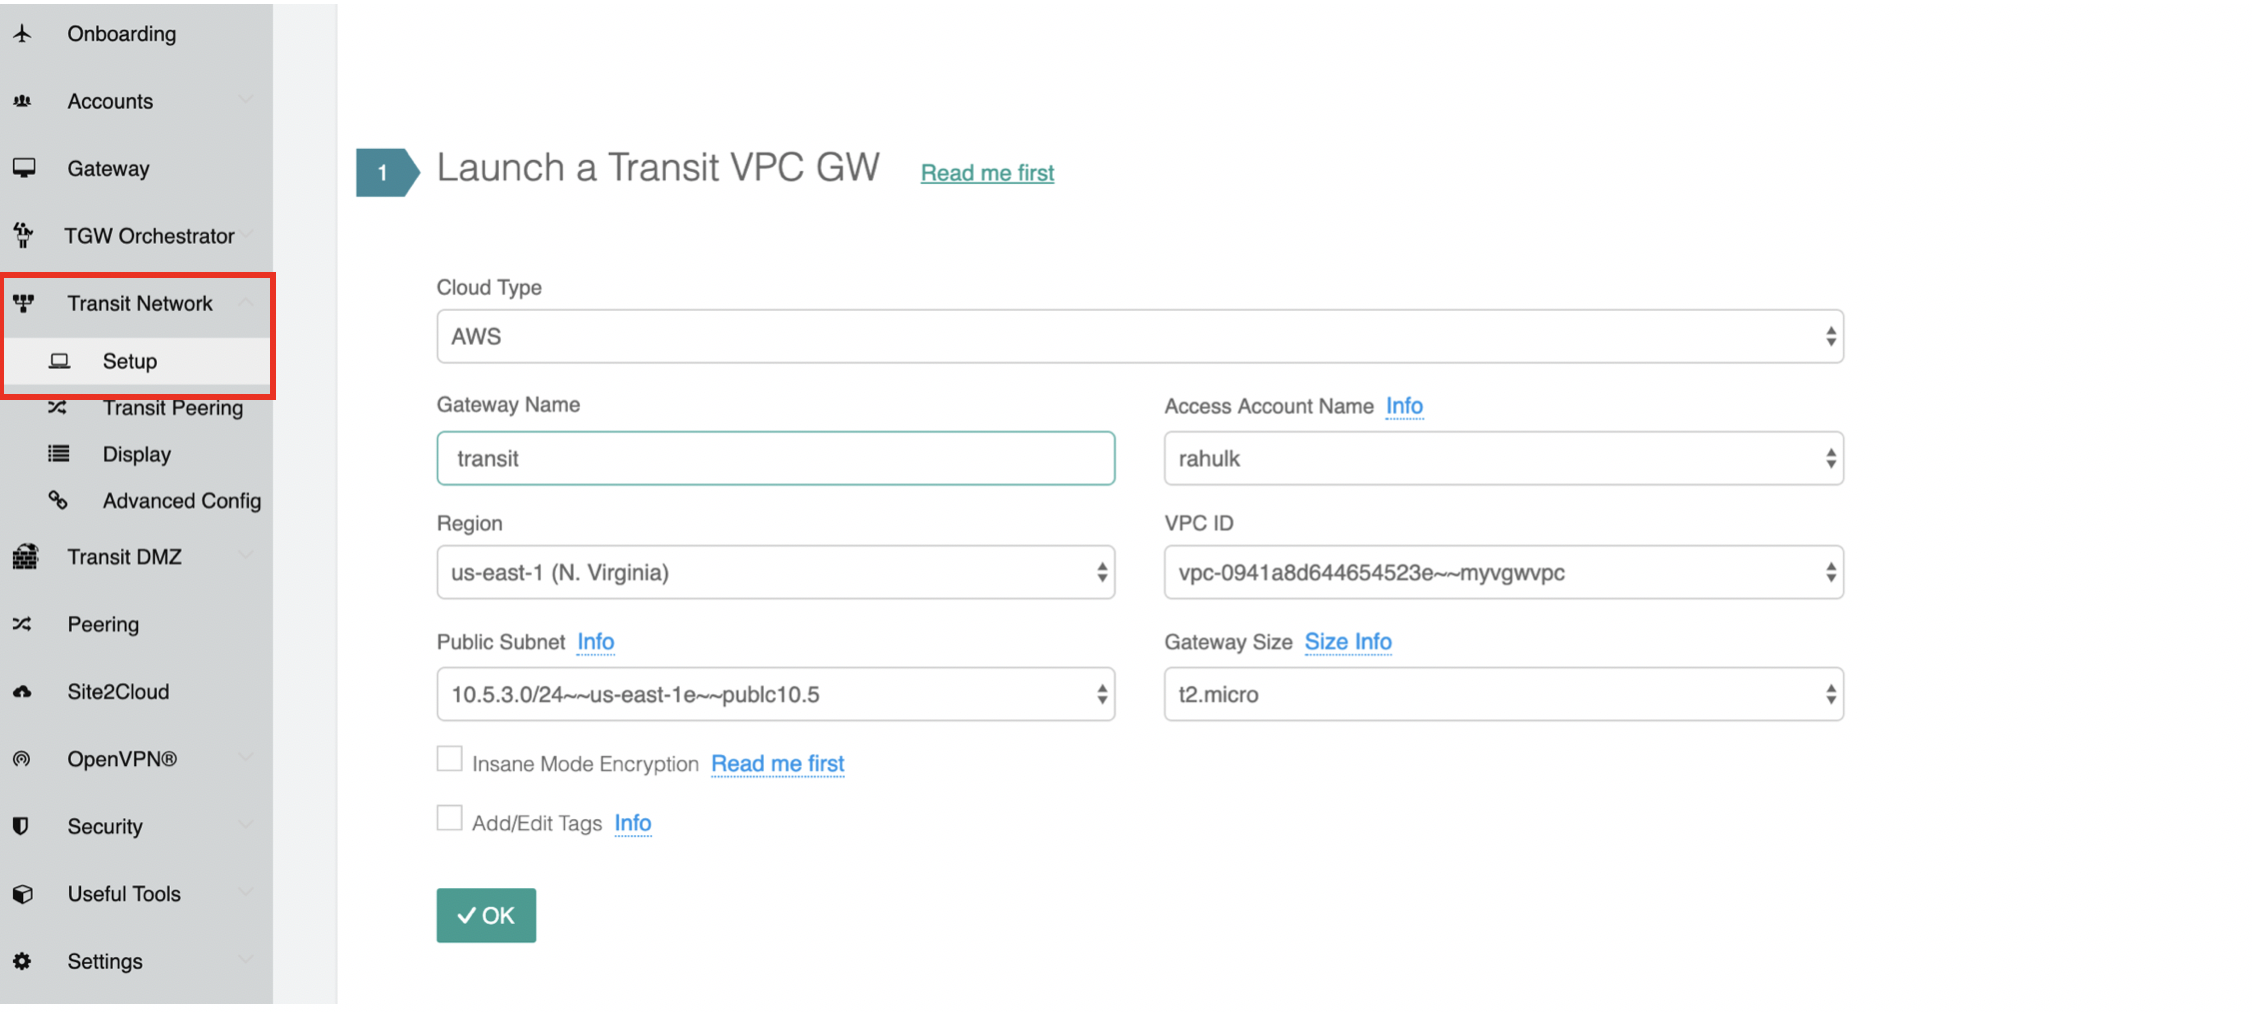 Onboarding
Accounts
Gateway
TGW Orchestrator
Transit Network
Setup
Transit Peering
Display
Advanced Config
Transit DMZ
Peering
Site2Cloud
OpenVPN®
Security
Useful Tools
Settings
1 Launch a Transit VPC GW Read me first
Cloud Type
AWS
Gateway Name
transit
Access Account Name Info
rahulk
Region
us-east-1 (N. Virginia)
VPC ID
vpc-0941a8d644654523e~~myvgwvpc
Public Subnet Info
10.5.3.0/24~~us-east-1e~~publc10.5
Gateway Size Size Info
t2.micro
Insane Mode Encryption Read me first
Add/Edit Tags Info
OK